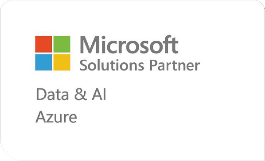 Microsoft
Solutions Partner
Data & AI
Azure